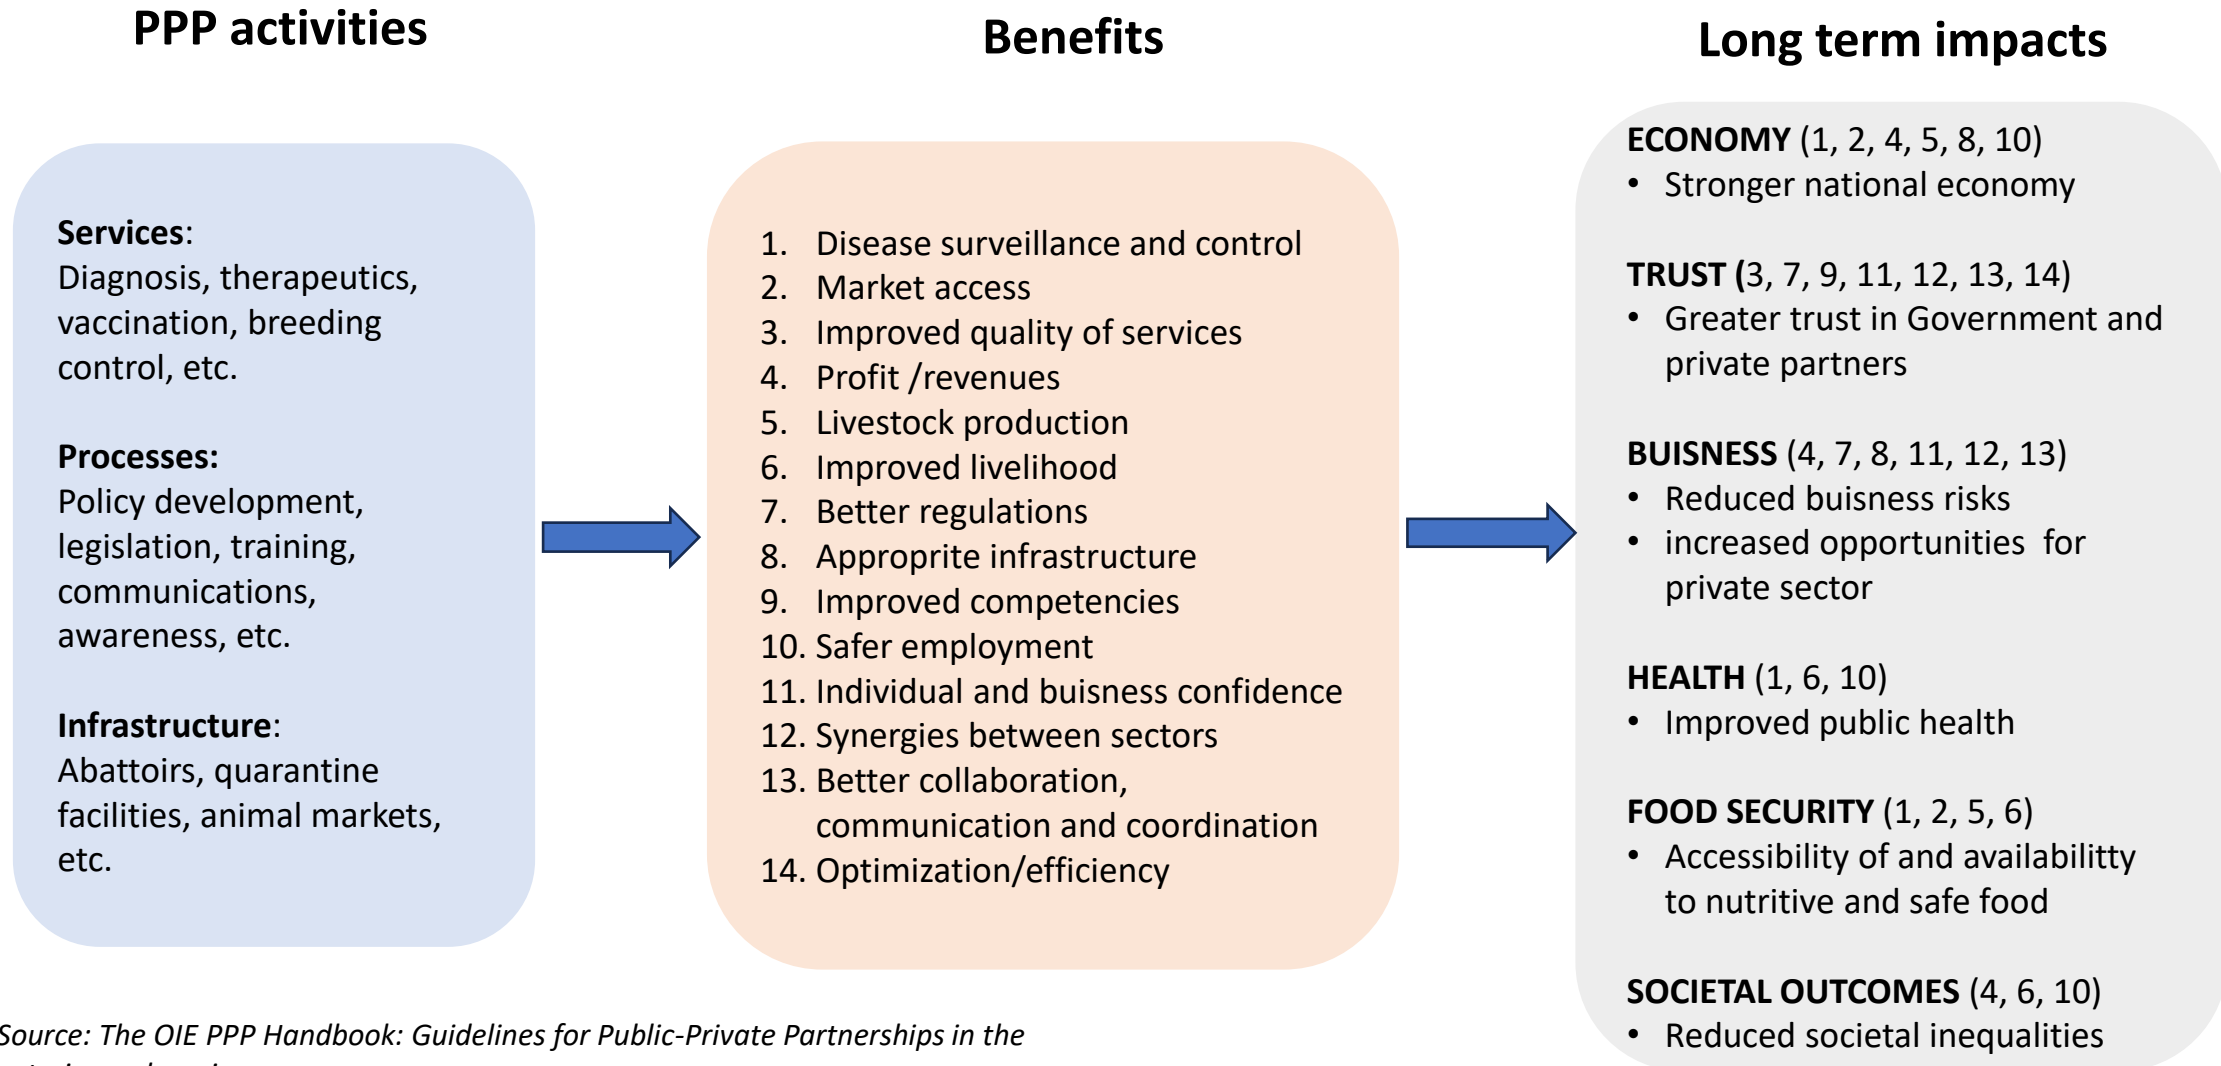 PPP activities
Services:
Diagnosis, therapeutics,
vaccination, breeding
control, etc.
Processes:
Policy development,
legislation, training,
communications,
awareness, etc.
Infrastructure:
Abattoirs, quarantine
facilities, animal markets,
etc.
Benefits
1. Disease surveillance and control
2. Market access
3. Improved quality of services
4. Profit /revenues
5. Livestock production
6. Improved livelihood
7. Better regulations
8. Approprite infrastructure
9. Improved competencies
10. Safer employment
11. Individual and buisness confidence
12. Synergies between sectors
13. Better collaboration,
communication and coordination
14. Optimization/efficiency
Long term impacts
ECONOMY (1, 2, 4, 5, 8, 10)
• Stronger national economy
TRUST (3, 7, 9, 11, 12, 13, 14)
• Greater trust in Government and
private partners
BUISNESS (4, 7, 8, 11, 12, 13)
• Reduced buisness risks
• increased opportunities for
private sector
HEALTH (1, 6, 10)
• Improved public health
FOOD SECURITY (1, 2, 5, 6)
• Accessibility of and availabilitty
to nutritive and safe food
SOCIETAL OUTCOMES (4, 6, 10)
• Reduced societal inequalities
Source: The OIE PPP Handbook: Guidelines for Public-Private Partnerships in the